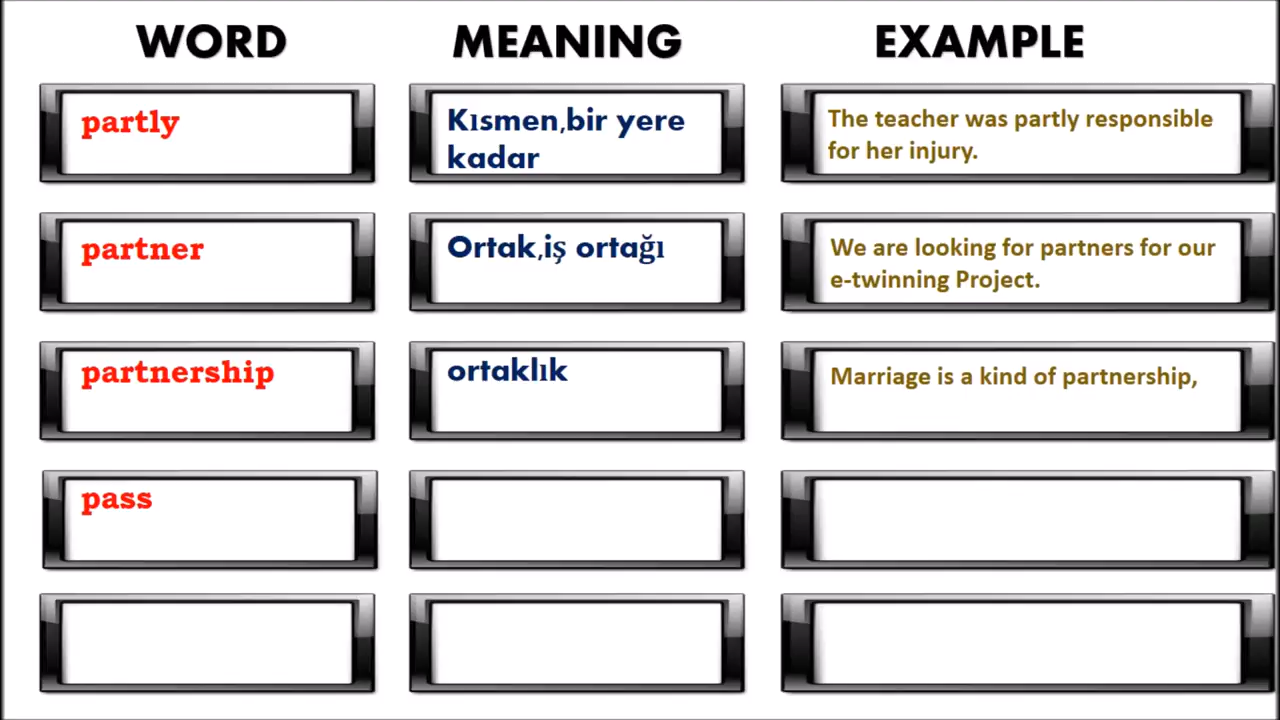 WORD MEANING EXAMPLE
partly
Kısmen,bir yere
kadar
The teacher was partly responsible
for her injury.
partner
Ortak,iş ortağı
We are looking for partners for our
e-twinning Project.
partnership
ortaklık
Marriage is a kind of partnership,
pass